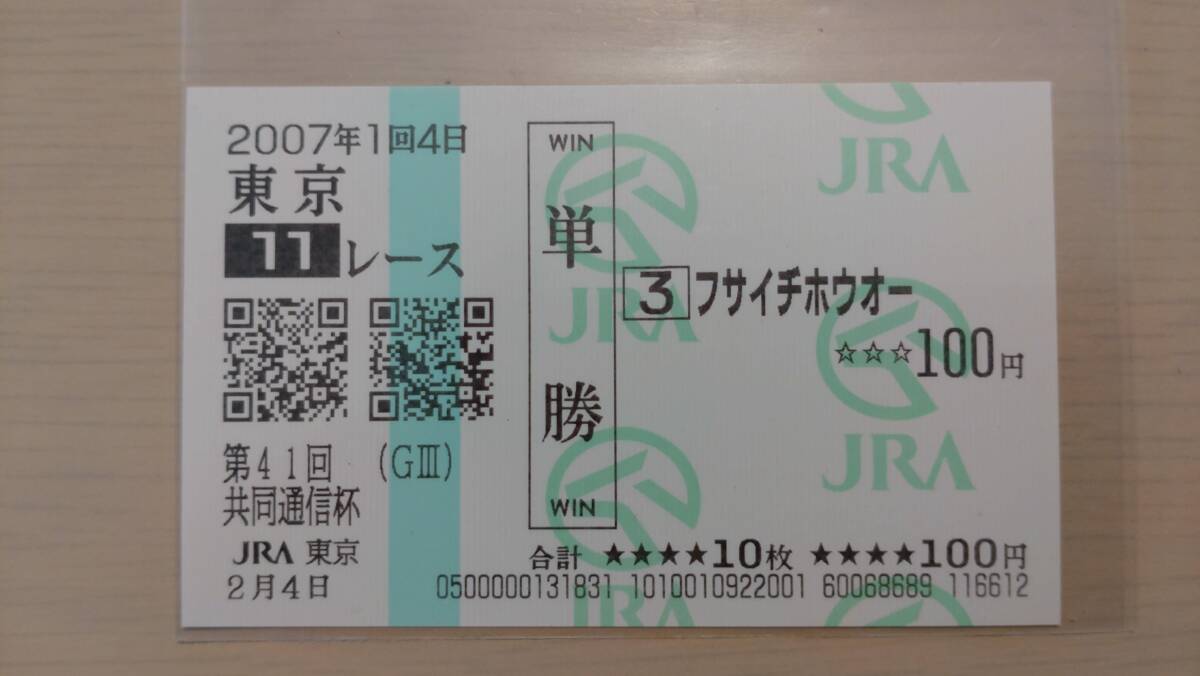 2007年1回4日
東京
11レース
第41回 (GⅢ)
共同通信杯
JRA 東京
2月4日
WIN
単勝
WIN
3 フサイチホウオー
☆☆☆100円
合計 ★★★★10枚 ★★★★100円
0500000131831 1010010922001 60068689 116612
JRA
JRA
JRA
JRA